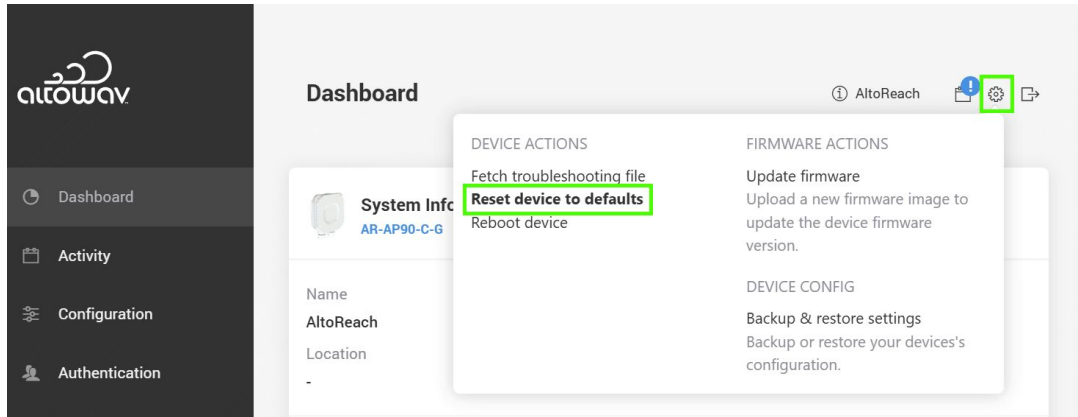 altowav
Dashboard
AltoReach
!
DEVICE ACTIONS
Fetch troubleshooting file
Reset device to defaults
Reboot device
FIRMWARE ACTIONS
Update firmware
Upload a new firmware image to
update the device firmware
version.
DEVICE CONFIG
Backup & restore settings
Backup or restore your devices's
configuration.
Dashboard
Activity
Configuration
Authentication
System Info
AR-AP90-C-G
Name
AltoReach
Location
-